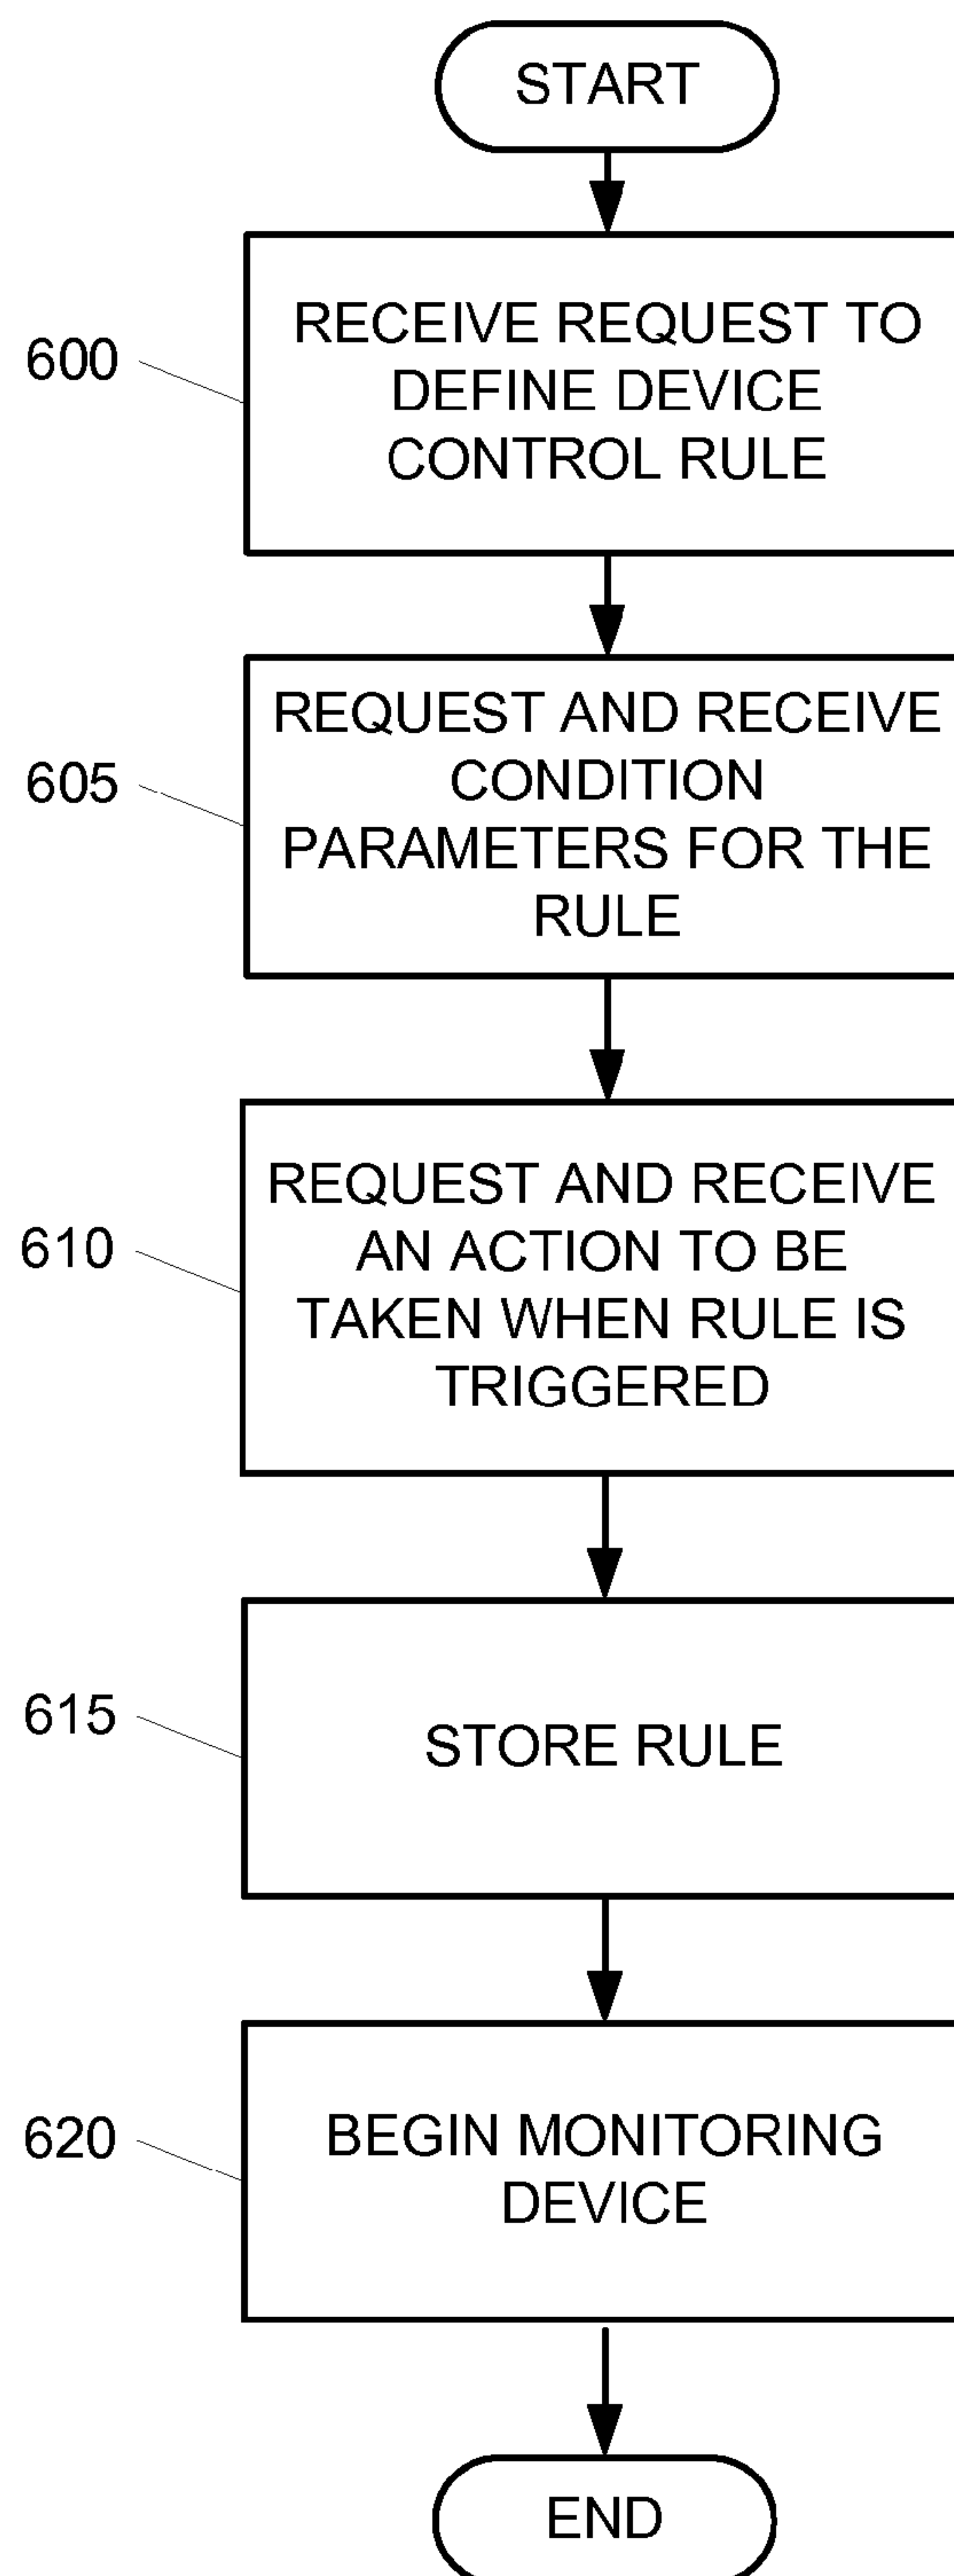 START
600
RECEIVE REQUEST TO
DEFINE DEVICE
CONTROL RULE
605
REQUEST AND RECEIVE
CONDITION
PARAMETERS FOR THE
RULE
610
REQUEST AND RECEIVE
AN ACTION TO BE
TAKEN WHEN RULE IS
TRIGGERED
615
STORE RULE
620
BEGIN MONITORING
DEVICE
END